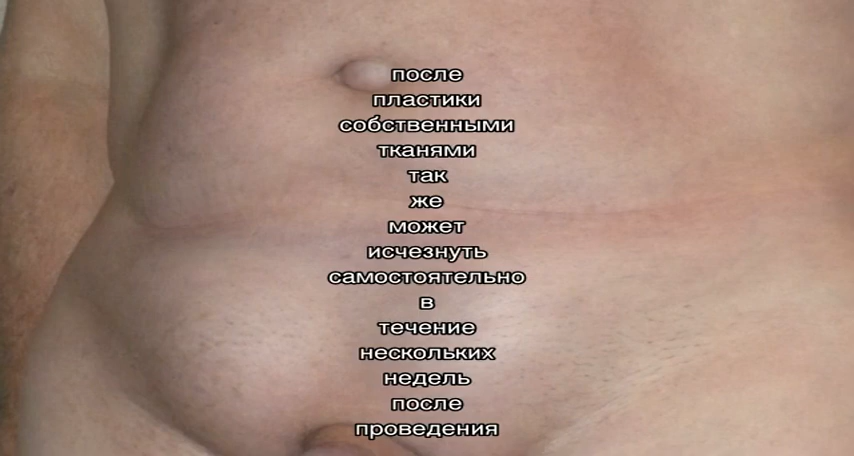 после
пластики
собственными
тканями
так
же
может
исчезнуть
самостоятельно
в
течение
нескольких
недель
после
проведения